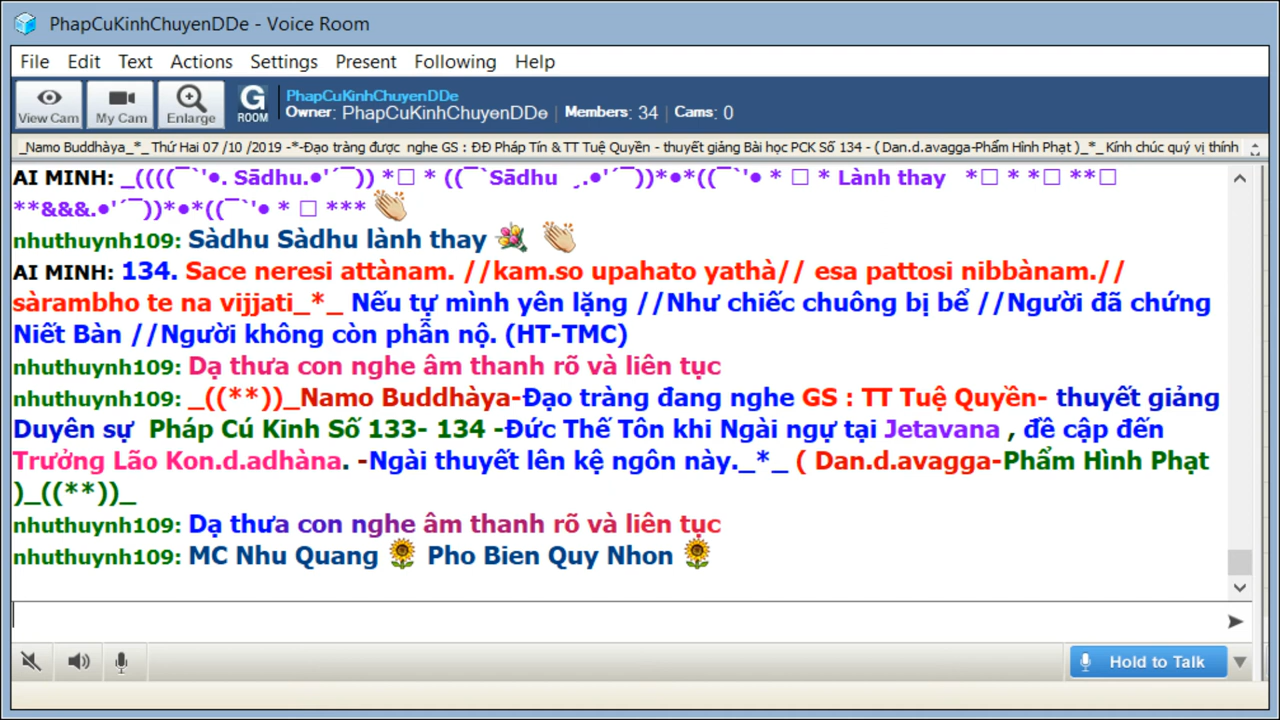 PhapCuKinhChuyenDDe - Voice Room
File Edit Text Actions Settings Present Following Help
View Cam My Cam Enlarge G ROOM PhapCuKinhChuyenDDe
Owner: PhapCuKinhChuyenDDe | Members: 34 | Cams: 0
_Namo Buddhàya_*_ Thứ Hai 07 /10 /2019 -*-Đạo tràng được nghe GS : ĐĐ Pháp Tín & TT Tuệ Quyền - thuyết giảng Bài học PCK Số 134 - ( Dan.d.avagga-Phẩm Hình Phạt )_*_ Kính chúc quý vị thính
AI MINH: _((((¯`'•. Sādhu.•'´¯)) *□ * ((¯`Sādhu ¸.•'´¯))*•*((¯`'• * □ * Lành thay *□ * *□ **□
**&&&.•'´¯))*•*((¯`'• * □ ***
nhuthuynh109: Sàdhu Sàdhu lành thay
AI MINH: 134. Sace neresi attànam. //kam.so upahato yathà// esa pattosi nibbànam.//
sàrambho te na vijjati_*_ Nếu tự mình yên lặng //Như chiếc chuông bị bể //Người đã chứng
Niết Bàn //Người không còn phẫn nộ. (HT-TMC)
nhuthuynh109: Dạ thưa con nghe âm thanh rõ và liên tục
nhuthuynh109: _((**))_Namo Buddhàya-Đạo tràng đang nghe GS : TT Tuệ Quyền- thuyết giảng
Duyên sự Pháp Cú Kinh Số 133- 134 -Đức Thế Tôn khi Ngài ngự tại Jetavana , đề cập đến
Trưởng Lão Kon.d.adhàna. -Ngài thuyết lên kệ ngôn này._*_ ( Dan.d.avagga-Phẩm Hình Phạt
)_((**))_
nhuthuynh109: Dạ thưa con nghe âm thanh rõ và liên tục
nhuthuynh109: MC Nhu Quang Pho Bien Quy Nhon
Hold to Talk